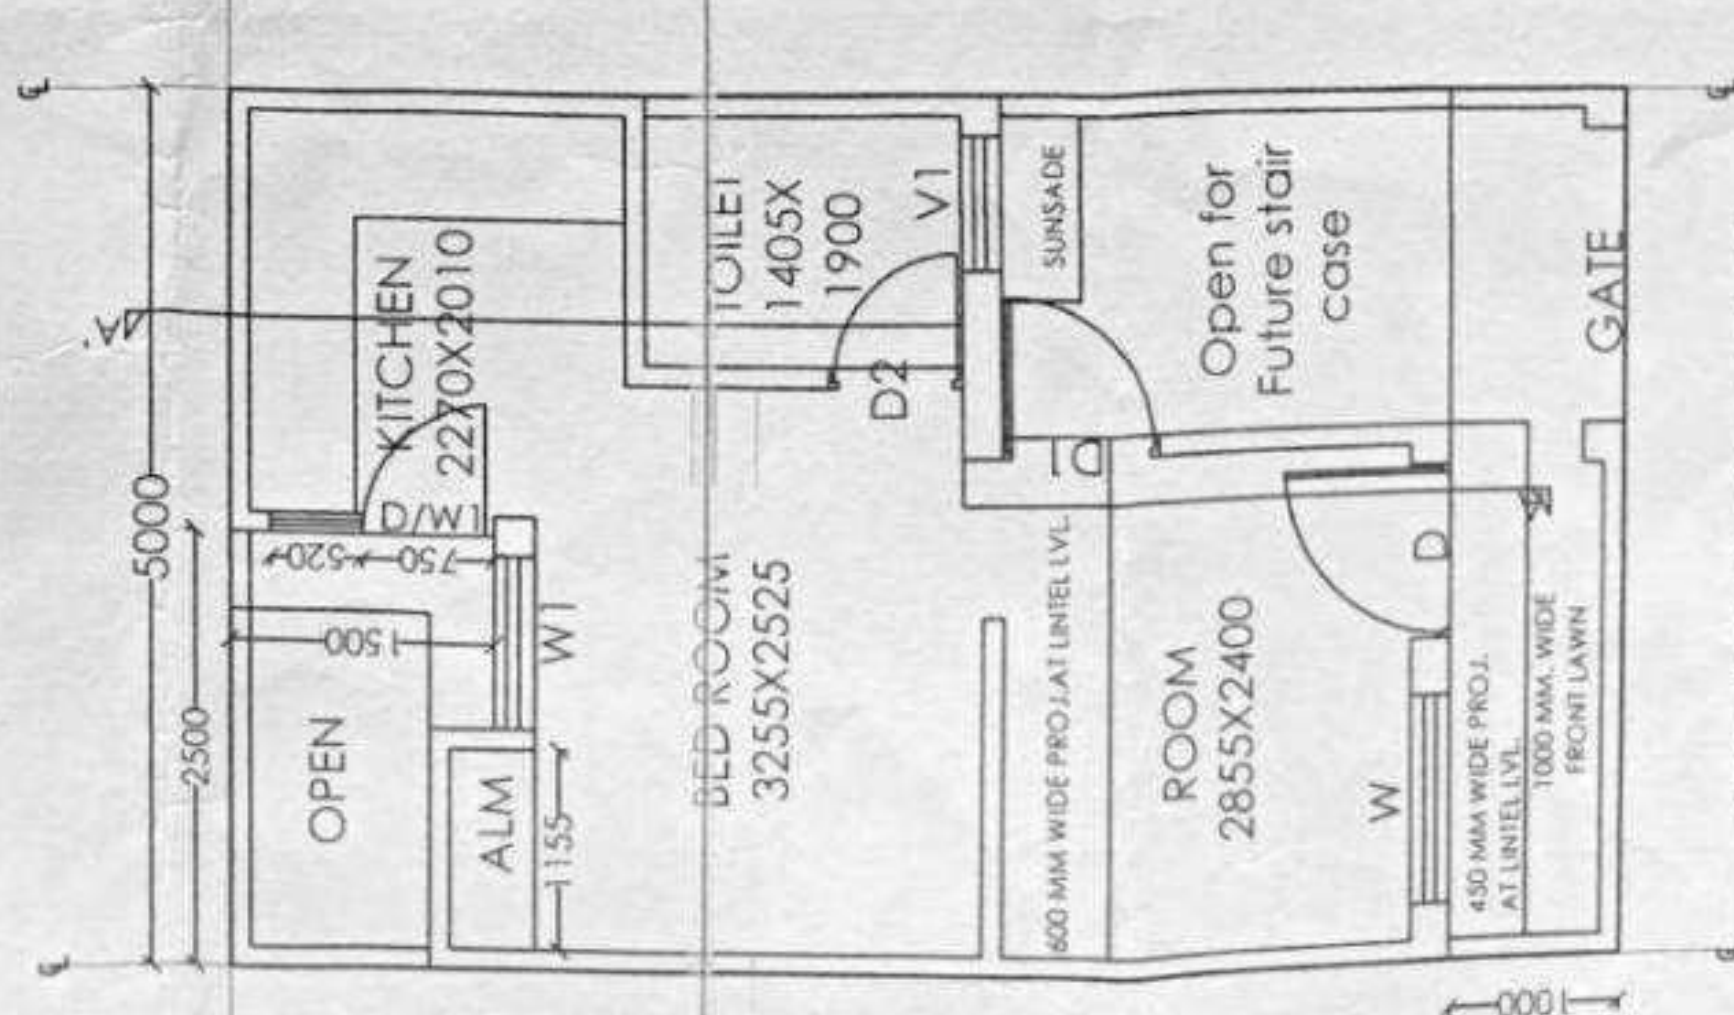 ℄
℄
5000
2500
A'
KITCHEN
2270X2010
D/W1
520
750
1500
OPEN
ALM
1155
W1
TOILET
1405X
1900
V1
D2
BED ROOM
3255X2525
SUNSADE
Open for
Future stair
case
GATE
D
600 MM WIDE PROJ.AT LINTEL LVL.
ROOM
2855X2400
D
W
450 MM WIDE PROJ.
AT LINTEL LVL.
1000 MM. WIDE
FRONT LAWN
1000
℄
℄